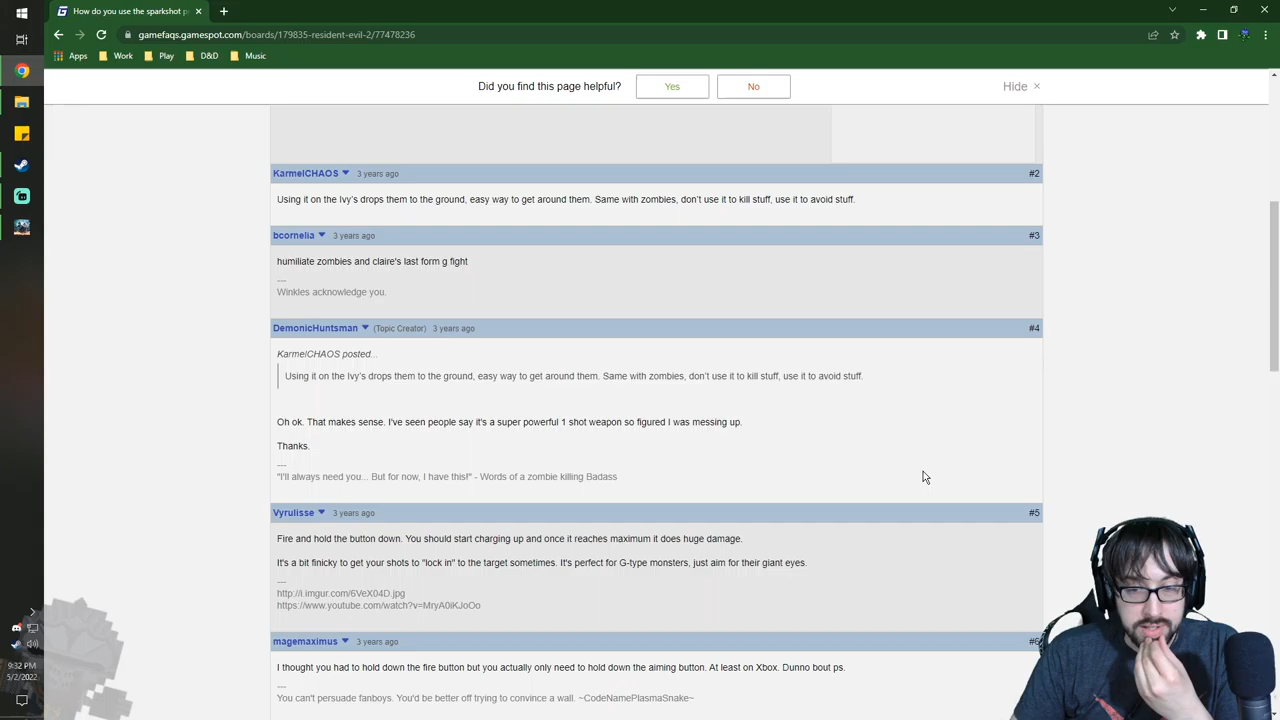 How do you use the sparkshot p
gamefaqs.gamespot.com/boards/179835-resident-evil-2/77478236
Apps Work Play D&D Music
Did you find this page helpful? Yes No Hide ×
KarmelCHAOS 3 years ago #2
Using it on the Ivy's drops them to the ground, easy way to get around them. Same with zombies, don't use it to kill stuff, use it to avoid stuff.
bcornelia 3 years ago #3
humiliate zombies and claire's last form g fight
---
Winkles acknowledge you.
DemonicHuntsman (Topic Creator) 3 years ago #4
KarmelCHAOS posted...
Using it on the Ivy's drops them to the ground, easy way to get around them. Same with zombies, don't use it to kill stuff, use it to avoid stuff.
Oh ok. That makes sense. I've seen people say it's a super powerful 1 shot weapon so figured I was messing up.
Thanks.
---
"I'll always need you... But for now, I have this!" - Words of a zombie killing Badass
Vyrulisse 3 years ago #5
Fire and hold the button down. You should start charging up and once it reaches maximum it does huge damage.
It's a bit finicky to get your shots to "lock in" to the target sometimes. It's perfect for G-type monsters, just aim for their giant eyes.
---
http://i.imgur.com/6VeX04D.jpg
https://www.youtube.com/watch?v=MryA0iKJoOo
magemaximus 3 years ago #6
I thought you had to hold down the fire button but you actually only need to hold down the aiming button. At least on Xbox. Dunno bout ps.
---
You can't persuade fanboys. You'd be better off trying to convince a wall. ~CodeNamePlasmaSnake~
9:32 PM
5/2/2022